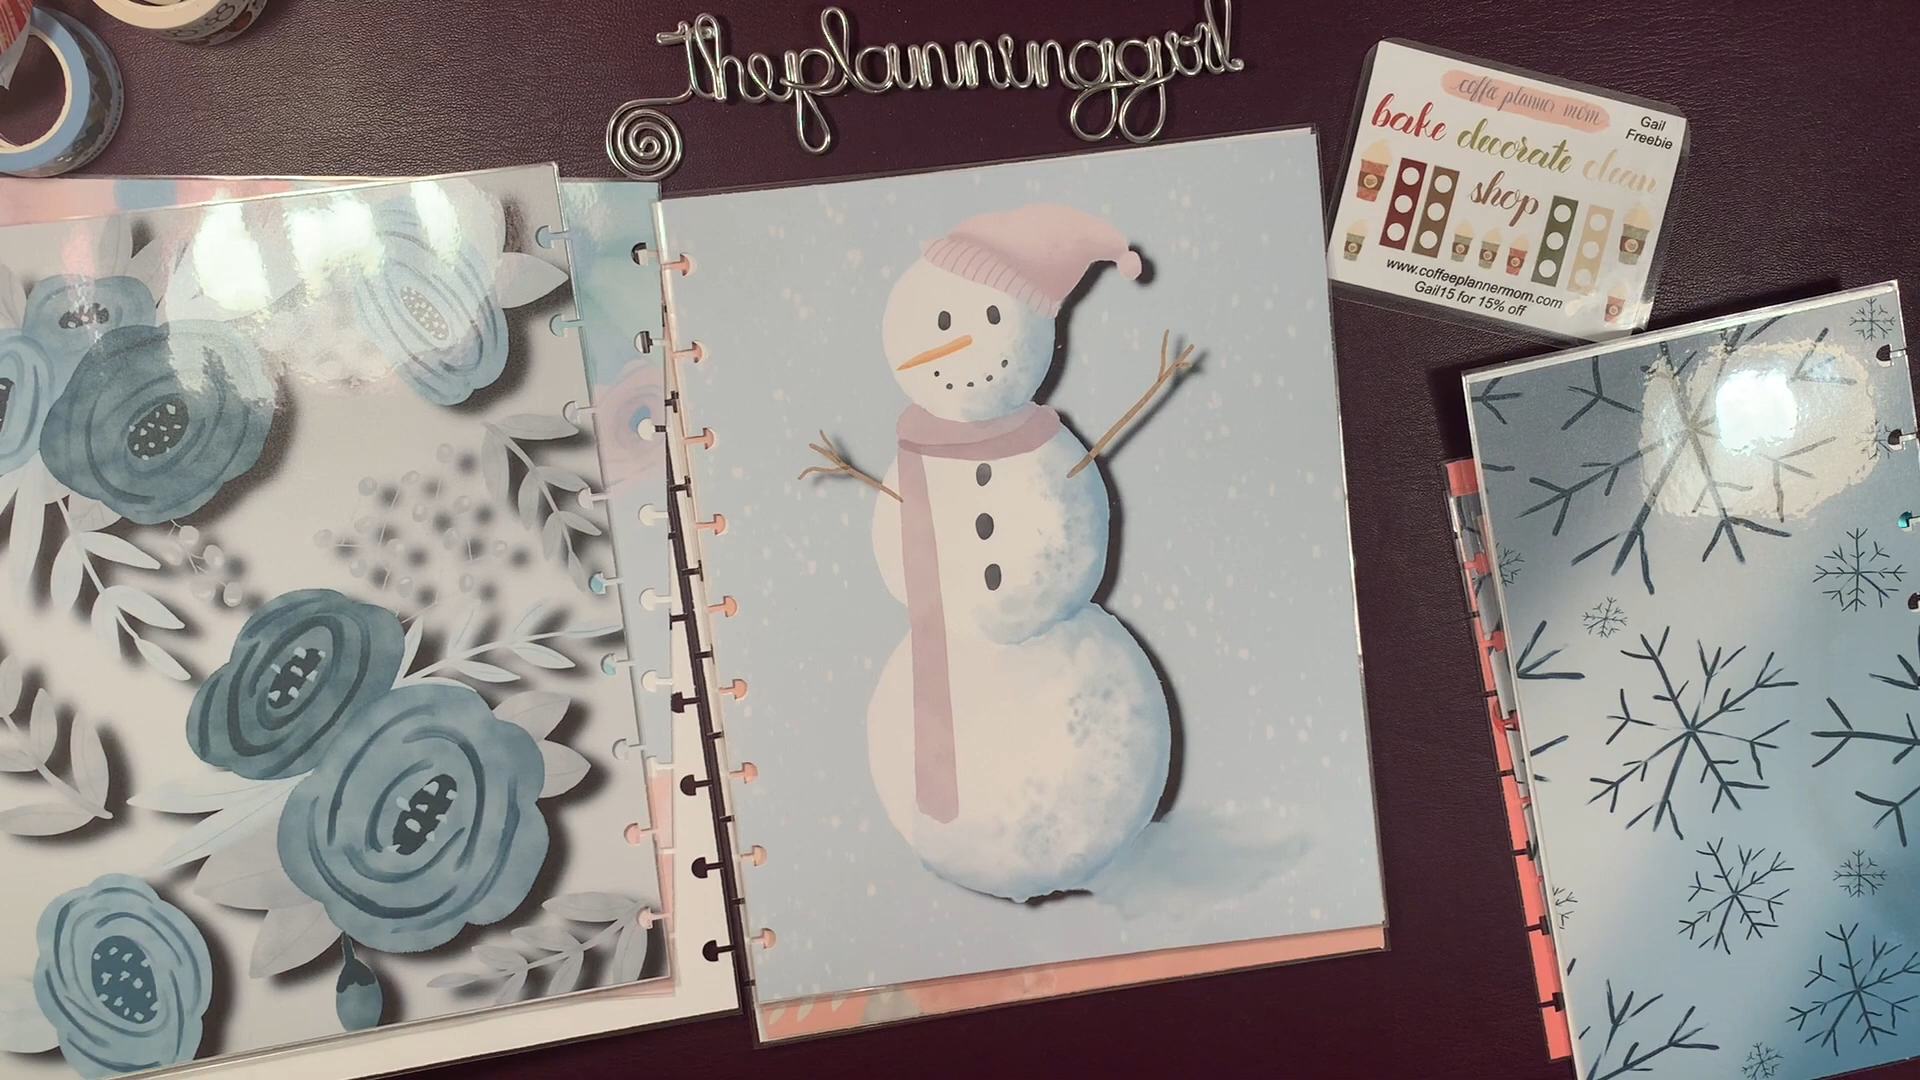 theplanninggirl
coffee planner mom
Gail
Freebie
bake decorate clean
shop
www.coffeeplannermom.com
Gail15 for 15% off